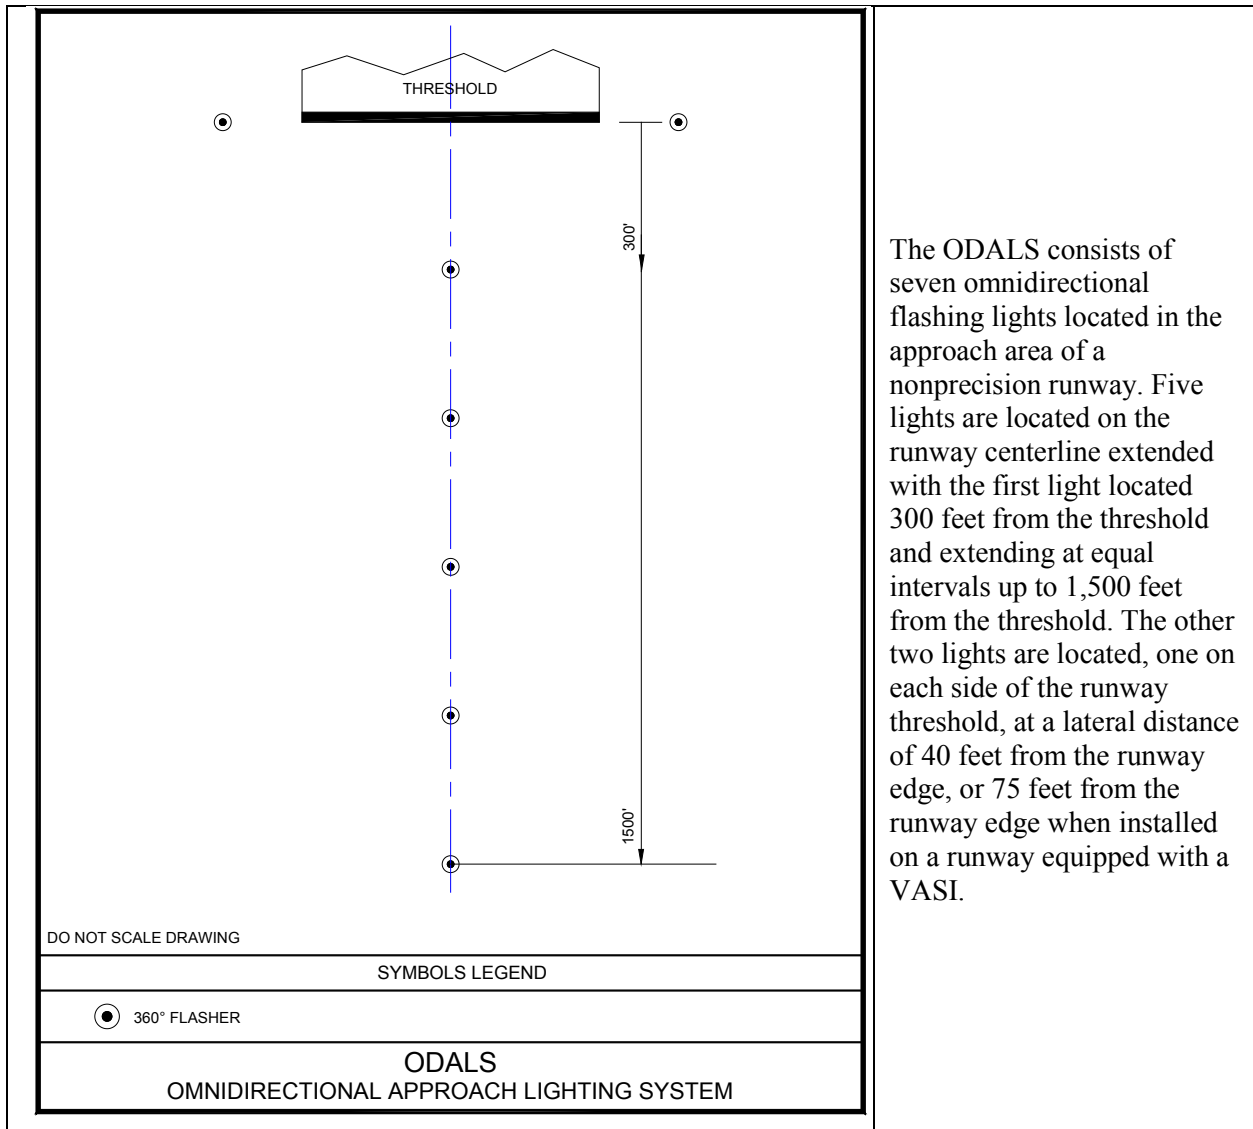 THRESHOLD
300'
1500'
DO NOT SCALE DRAWING
SYMBOLS LEGEND
360° FLASHER
ODALS
OMNIDIRECTIONAL APPROACH LIGHTING SYSTEM
The ODALS consists of
seven omnidirectional
flashing lights located in the
approach area of a
nonprecision runway. Five
lights are located on the
runway centerline extended
with the first light located
300 feet from the threshold
and extending at equal
intervals up to 1,500 feet
from the threshold. The other
two lights are located, one on
each side of the runway
threshold, at a lateral distance
of 40 feet from the runway
edge, or 75 feet from the
runway edge when installed
on a runway equipped with a
VASI.